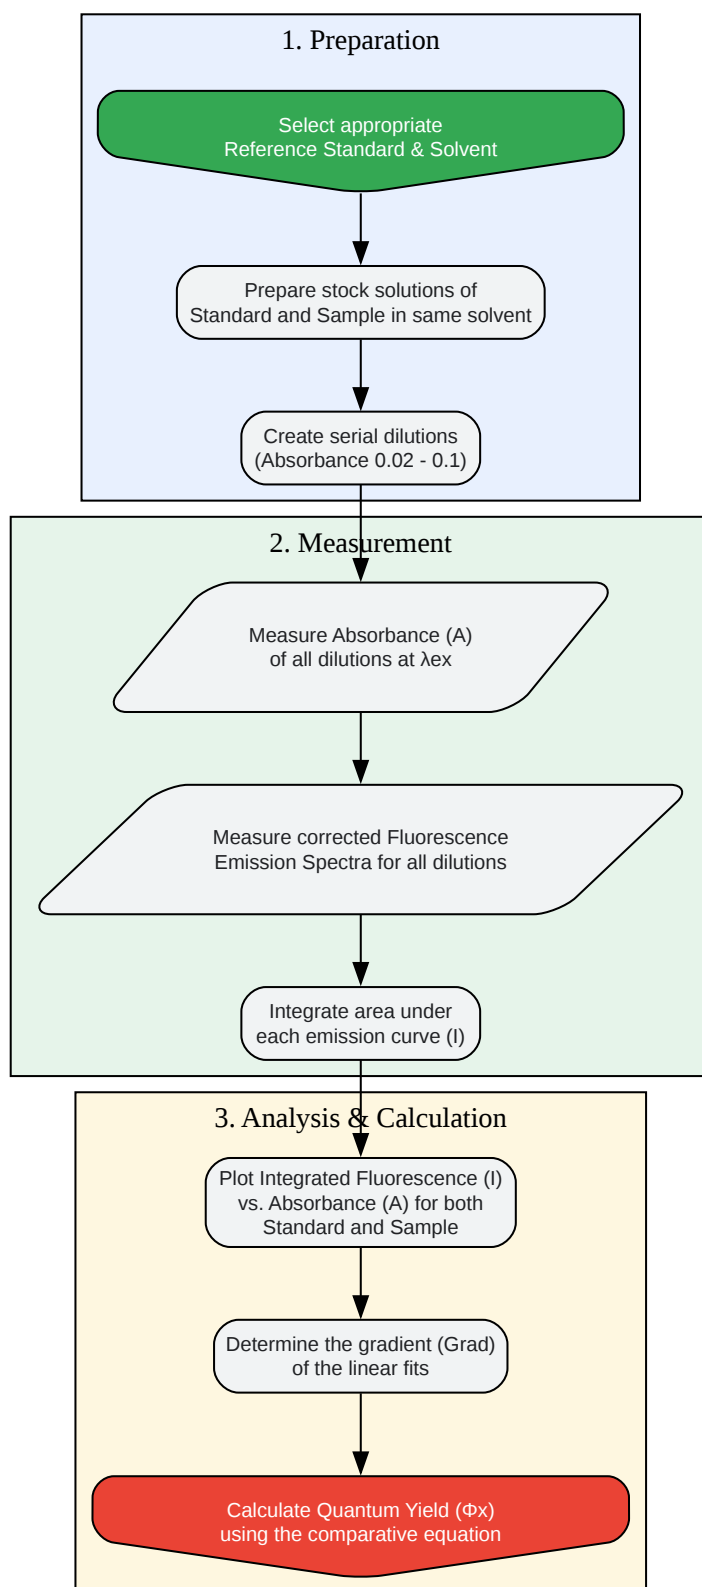 1. Preparation
Select appropriate
Reference Standard & Solvent
Prepare stock solutions of
Standard and Sample in same solvent
Create serial dilutions
(Absorbance 0.02 - 0.1)
2. Measurement
Measure Absorbance (A)
of all dilutions at λex
Measure corrected Fluorescence
Emission Spectra for all dilutions
Integrate area under
each emission curve (I)
3. Analysis & Calculation
Plot Integrated Fluorescence (I)
vs. Absorbance (A) for both
Standard and Sample
Determine the gradient (Grad)
of the linear fits
Calculate Quantum Yield (Φx)
using the comparative equation